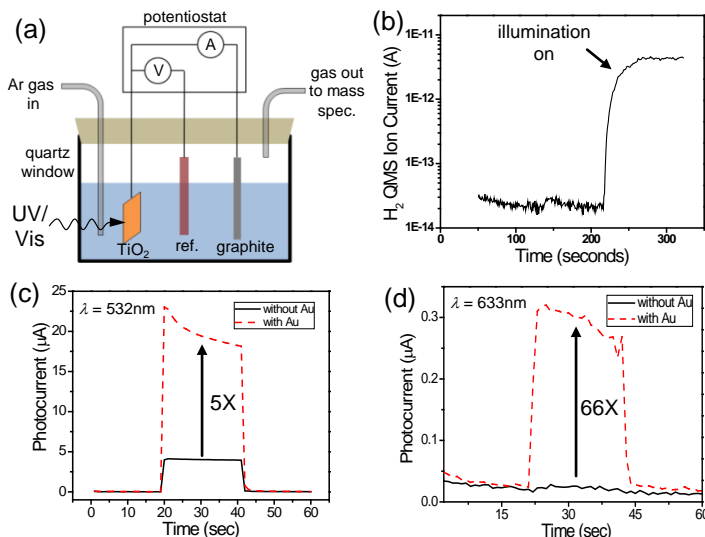 (a)
potentiostat
A
V
Ar gas
in
gas out
to mass
spec.
quartz
window
UV/
Vis
TiO₂
ref.
graphite
(b)
illumination
on
H₂ QMS Ion Current (A)
1E-11
1E-12
1E-13
1E-14
0 100 200 300
Time (seconds)
(c)
λ = 532nm
without Au
with Au
5X
Photocurrent (µA)
25
20
15
10
5
0
0 10 20 30 40 50 60
Time (sec)
(d)
λ = 633nm
without Au
with Au
66X
Photocurrent (µA)
0.3
0.2
0.1
0.0
15 30 45 60
Time (sec)